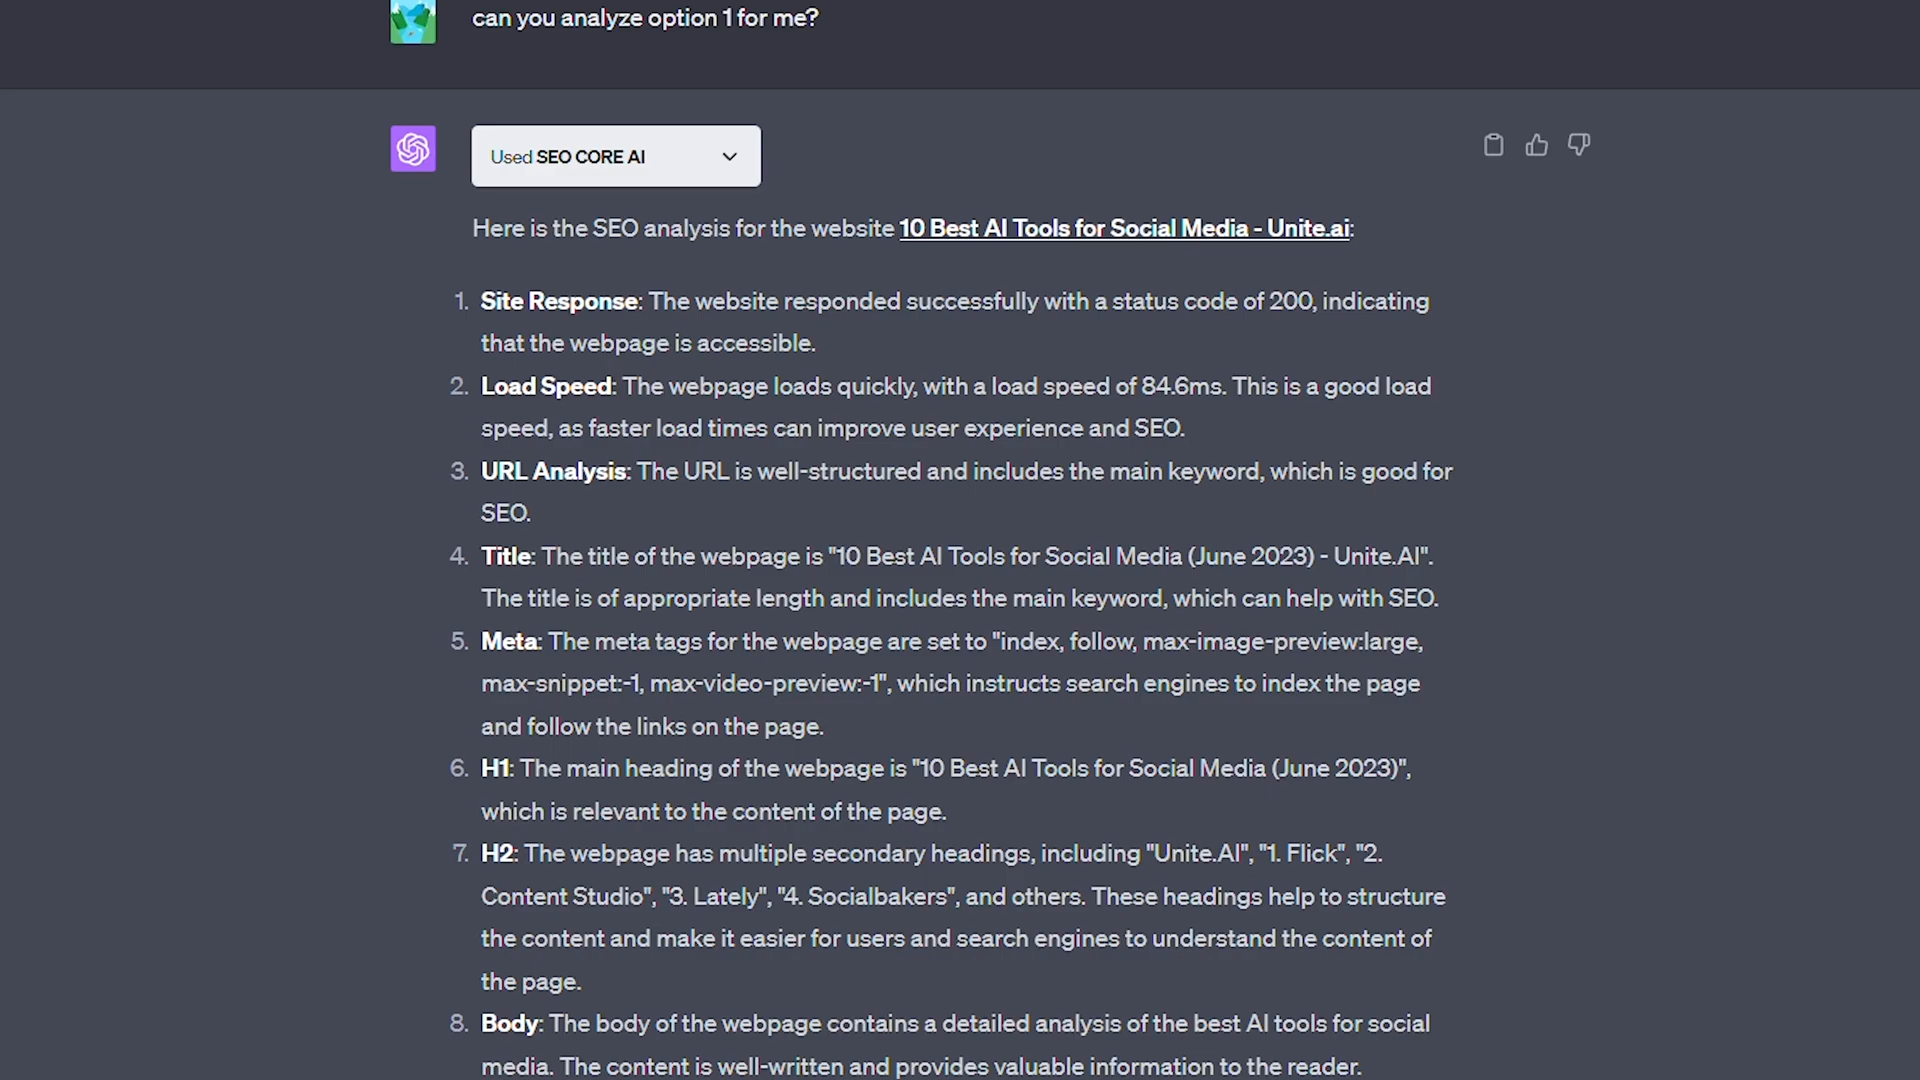 can you analyze option 1 for me?
Used SEO CORE AI
Here is the SEO analysis for the website 10 Best AI Tools for Social Media - Unite.ai:
1. Site Response: The website responded successfully with a status code of 200, indicating
that the webpage is accessible.
2. Load Speed: The webpage loads quickly, with a load speed of 84.6ms. This is a good load
speed, as faster load times can improve user experience and SEO.
3. URL Analysis: The URL is well-structured and includes the main keyword, which is good for
SEO.
4. Title: The title of the webpage is "10 Best AI Tools for Social Media (June 2023) - Unite.AI".
The title is of appropriate length and includes the main keyword, which can help with SEO.
5. Meta: The meta tags for the webpage are set to "index, follow, max-image-preview:large,
max-snippet:-1, max-video-preview:-1", which instructs search engines to index the page
and follow the links on the page.
6. H1: The main heading of the webpage is "10 Best AI Tools for Social Media (June 2023)",
which is relevant to the content of the page.
7. H2: The webpage has multiple secondary headings, including "Unite.AI", "1. Flick", "2.
Content Studio", "3. Lately", "4. Socialbakers", and others. These headings help to structure
the content and make it easier for users and search engines to understand the content of
the page.
8. Body: The body of the webpage contains a detailed analysis of the best AI tools for social
media. The content is well-written and provides valuable information to the reader.